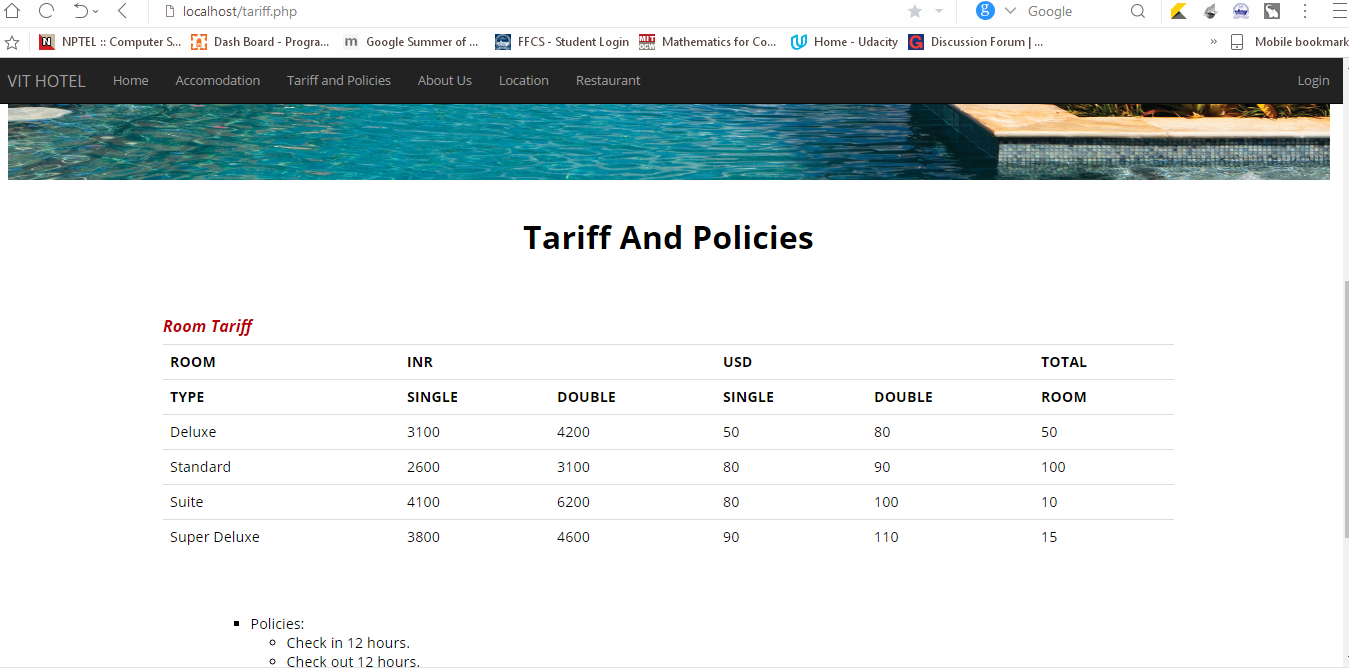 localhost/tariff.php Google
NPTEL :: Computer S... Dash Board - Progra... m Google Summer of ... FFCS - Student Login MIT OCW Mathematics for Co... Home - Udacity G Discussion Forum | ... » Mobile bookmark
VIT HOTEL Home Accomodation Tariff and Policies About Us Location Restaurant Login
Tariff And Policies
Room Tariff
ROOM INR USD TOTAL
TYPE SINGLE DOUBLE SINGLE DOUBLE ROOM
Deluxe 3100 4200 50 80 50
Standard 2600 3100 80 90 100
Suite 4100 6200 80 100 10
Super Deluxe 3800 4600 90 110 15
Policies:
Check in 12 hours.
Check out 12 hours.